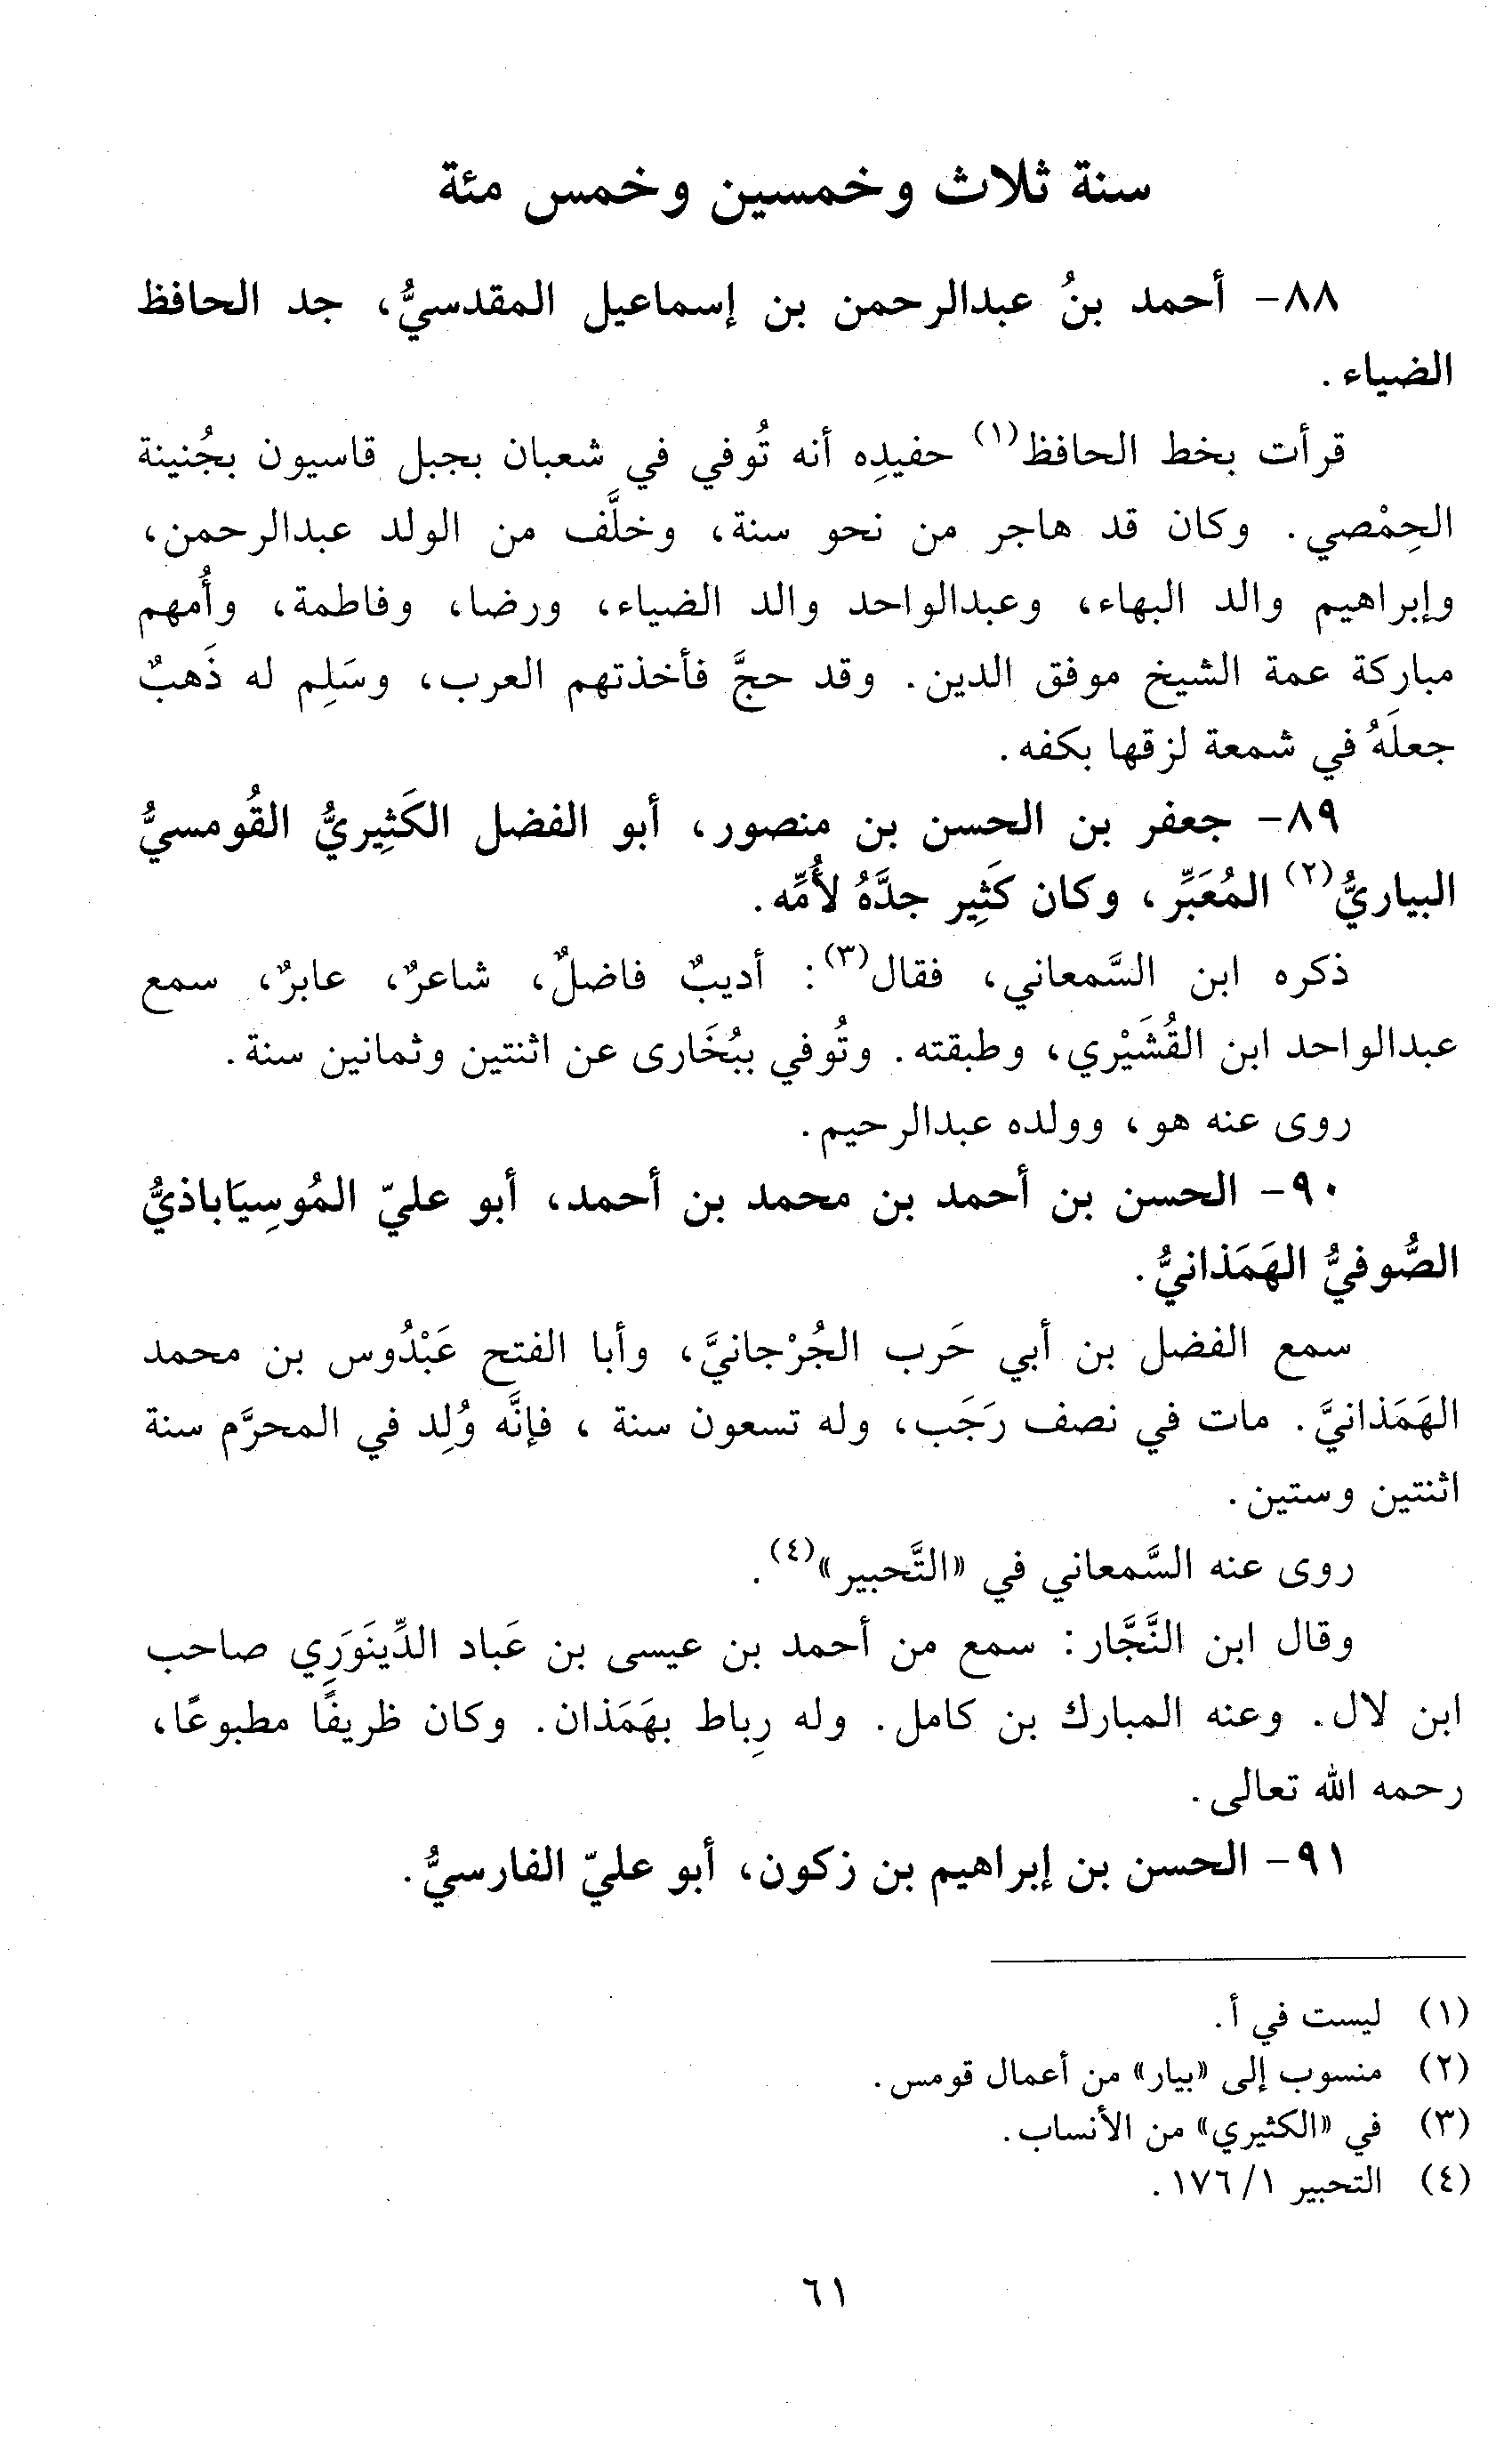 سنة ثلاث وخمسين وخمس مئة
٨٨- أحمد بنُ عبدالرحمن بن إسماعيل المقدسيُّ، جد الحافظ
الضياء.
قرأت بخط الحافظ(١) حفيدِه أنه تُوفي في شعبان بجبل قاسيون بجُنينة
الحِمْصي. وكان قد هاجر من نحو سنة، وخلَّف من الولد عبدالرحمن،
وإبراهيم والد البهاء، وعبدالواحد والد الضياء، ورضا، وفاطمة، وأُمهم
مباركة عمة الشيخ موفق الدين. وقد حجَّ فأخذتهم العرب، وسَلِم له ذَهبٌ
جعلَهُ في شمعة لزقها بكفه.
٨٩- جعفر بن الحسن بن منصور، أبو الفضل الكَثِيريُّ القُومسيُّ
البياريُّ(٢) المُعَبِّر، وكان كَثِير جدَّهُ لأُمِّه.
ذكره ابن السَّمعاني، فقال(٣): أديبٌ فاضلٌ، شاعرٌ، عابرٌ، سمع
عبدالواحد ابن القُشَيْري، وطبقته. وتُوفي ببُخَارى عن اثنتين وثمانين سنة.
روى عنه هو، وولده عبدالرحيم.
٩٠- الحسن بن أحمد بن محمد بن أحمد، أبو عليّ المُوسِيَاباذيُّ
الصُّوفيُّ الهَمَذانيُّ.
سمع الفضل بن أبي حَرب الجُرْجانيَّ، وأبا الفتح عَبْدُوس بن محمد
الهَمَذانيَّ. مات في نصف رَجَب، وله تسعون سنة، فإنَّه وُلِد في المحرَّم سنة
اثنتين وستين.
روى عنه السَّمعاني في «التَّحبير»(٤).
وقال ابن النَّجَّار: سمع من أحمد بن عيسى بن عَباد الدِّينَوَرِي صاحب
ابن لال. وعنه المبارك بن كامل. وله رِباط بهَمَذان. وكان ظريفًا مطبوعًا،
رحمه الله تعالى.
٩١- الحسن بن إبراهيم بن زكون، أبو عليّ الفارسيُّ.
(١) ليست في أ.
(٢) منسوب إلى «بيار» من أعمال قومس.
(٣) في «الكثيري» من الأنساب.
(٤) التحبير ١/ ١٧٦.
٦١